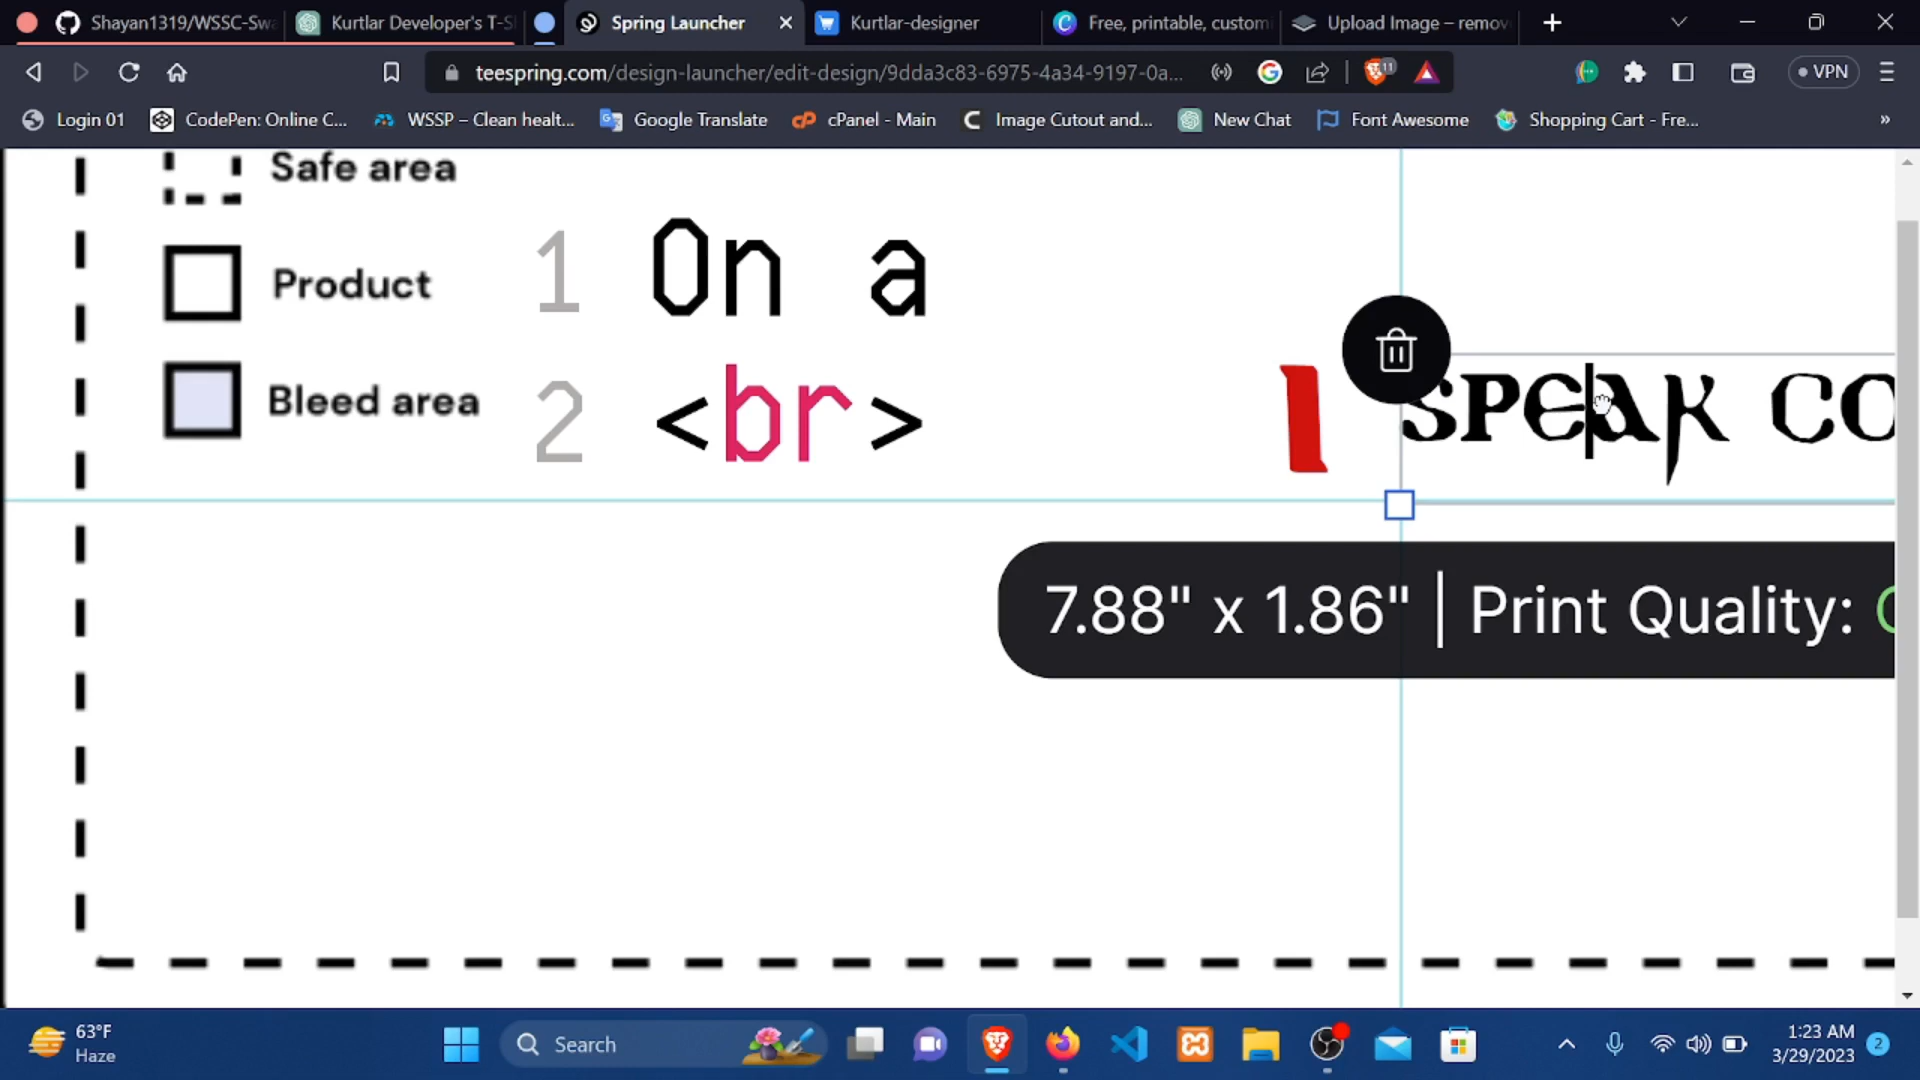 Shayan1319/WSSC-Swa
Kurtlar Developer's T-S
Spring Launcher
Kurtlar-designer
Free, printable, custom
Upload Image – remov
teespring.com/design-launcher/edit-design/9dda3c83-6975-4a34-9197-0a...
11
VPN
Login 01
CodePen: Online C...
WSSP – Clean healt...
Google Translate
cPanel - Main
Image Cutout and...
New Chat
Font Awesome
Shopping Cart - Fre...
»
Safe area
Product
Bleed area
1 On a
2 <br>
I SPEAK CO
7.88" x 1.86" | Print Quality:
63°F
Haze
Search
1:23 AM
3/29/2023
2